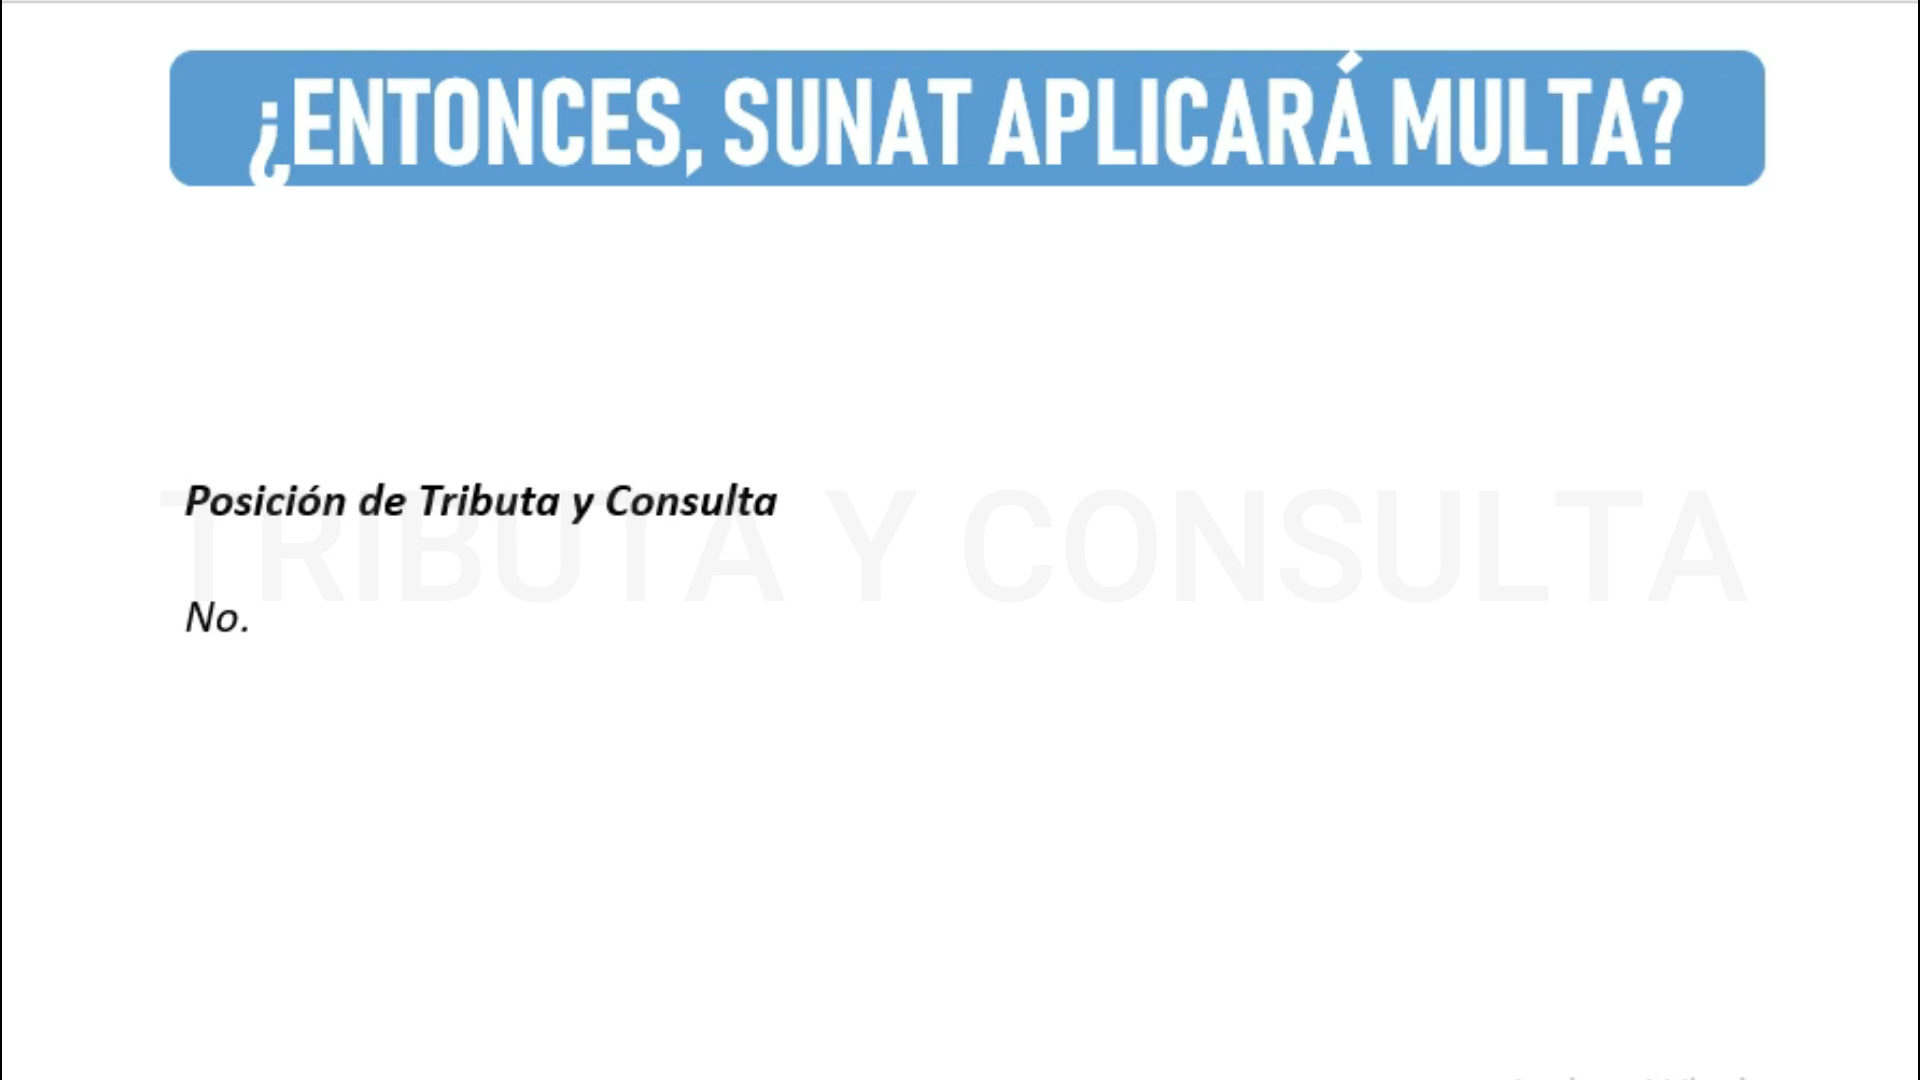 ¿ENTONCES, SUNAT APLICARÁ MULTA?
Posición de Tributa y Consulta
TRIBUTA Y CONSULTA
No.